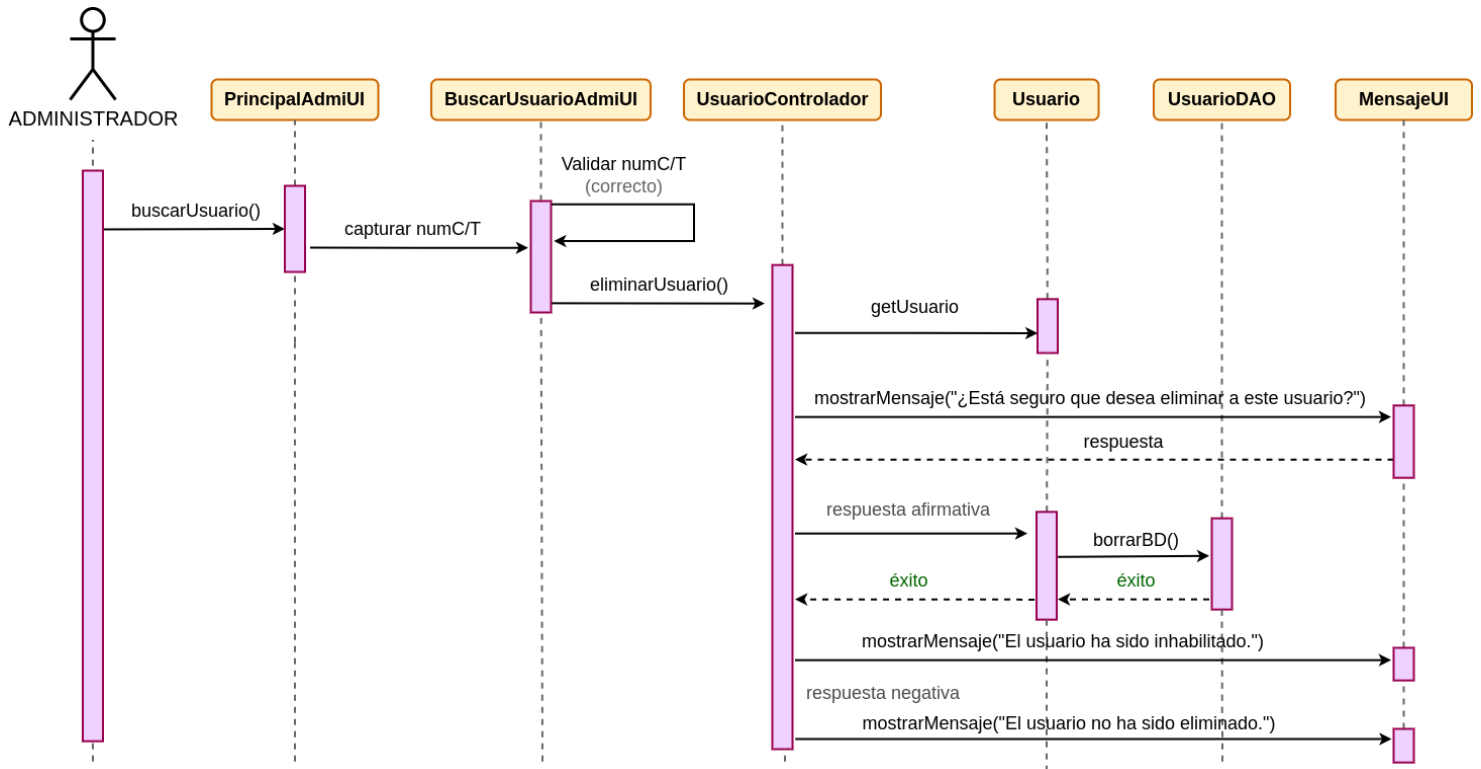 ADMINISTRADOR
PrincipalAdmiUI
BuscarUsuarioAdmiUI
UsuarioControlador
Usuario
UsuarioDAO
MensajeUI
Validar numC/T
(correcto)
buscarUsuario()
capturar numC/T
eliminarUsuario()
getUsuario
mostrarMensaje("¿Está seguro que desea eliminar a este usuario?")
respuesta
respuesta afirmativa
borrarBD()
éxito
éxito
mostrarMensaje("El usuario ha sido inhabilitado.")
respuesta negativa
mostrarMensaje("El usuario no ha sido eliminado.")